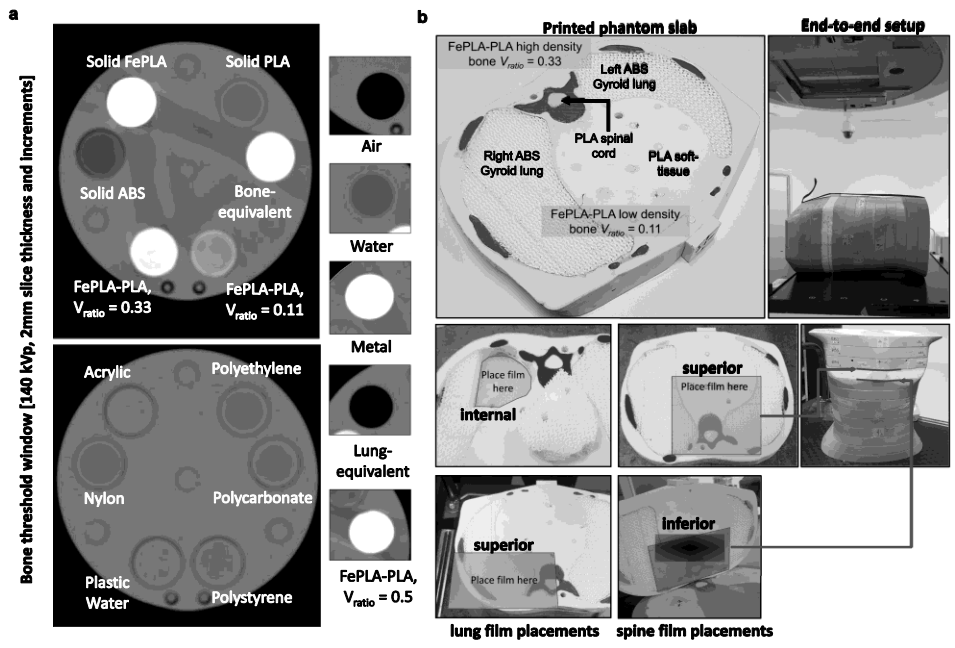 a
Bone threshold window [140 kVp, 2mm slice thickness and increments]
Solid FePLA
Solid PLA
Solid ABS
Bone-
equivalent
FePLA-PLA,
Vratio = 0.33
FePLA-PLA,
Vratio = 0.11
Acrylic
Polyethylene
Nylon
Polycarbonate
Plastic
Water
Polystyrene
Air
Water
Metal
Lung-
equivalent
FePLA-PLA,
Vratio = 0.5
b
Printed phantom slab
End-to-end setup
FePLA-PLA high density
bone Vratio = 0.33
Left ABS
Gyroid lung
PLA spinal
cord
Right ABS
Gyroid lung
PLA soft-
tissue
FePLA-PLA low density
bone Vratio = 0.11
Place film
here
internal
superior
Place film here
superior
Place film here
inferior
lung film placements
spine film placements